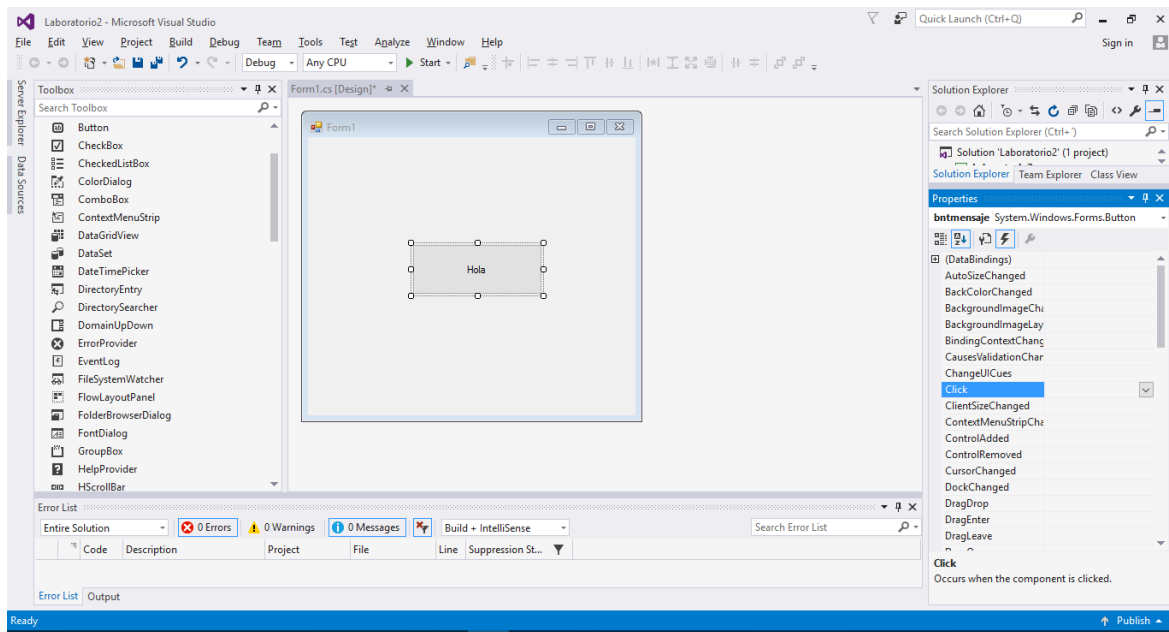 Laboratorio2 - Microsoft Visual Studio
Quick Launch (Ctrl+Q)
File Edit View Project Build Debug Team Tools Test Analyze Window Help
Sign in
Debug Any CPU Start
Server Explorer
Data Sources
Toolbox
Search Toolbox
Button
CheckBox
CheckedListBox
ColorDialog
ComboBox
ContextMenuStrip
DataGridView
DataSet
DateTimePicker
DirectoryEntry
DirectorySearcher
DomainUpDown
ErrorProvider
EventLog
FileSystemWatcher
FlowLayoutPanel
FolderBrowserDialog
FontDialog
GroupBox
HelpProvider
HScrollBar
Form1.cs [Design]*
Form1
Hola
Solution Explorer
Search Solution Explorer (Ctrl+´)
Solution 'Laboratorio2' (1 project)
Solution Explorer Team Explorer Class View
Properties
bntmensaje System.Windows.Forms.Button
(DataBindings)
AutoSizeChanged
BackColorChanged
BackgroundImageCha
BackgroundImageLay
BindingContextChang
CausesValidationChar
ChangeUICues
Click
ClientSizeChanged
ContextMenuStripCha
ControlAdded
ControlRemoved
CursorChanged
DockChanged
DragDrop
DragEnter
DragLeave
Click
Occurs when the component is clicked.
Error List
Entire Solution 0 Errors 0 Warnings 0 Messages Build + IntelliSense Search Error List
Code Description Project File Line Suppression St...
Error List Output
Ready
Publish